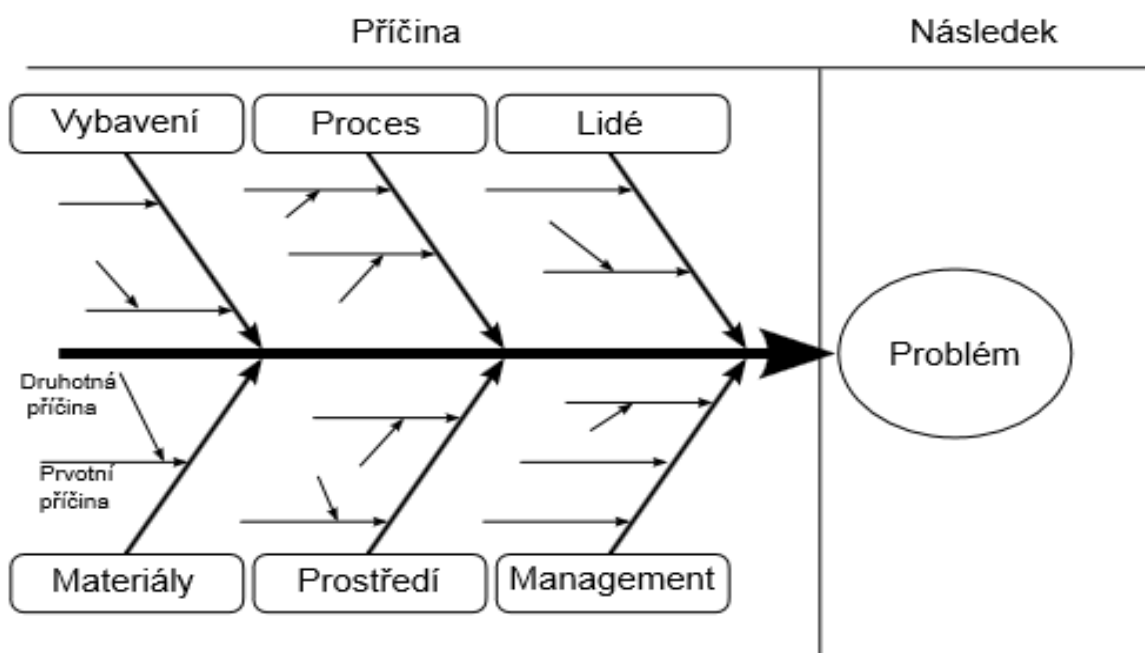 Příčina
Následek
Vybavení
Proces
Lidé
Problém
Druhotná
příčina
Prvotní
příčina
Materiály
Prostředí
Management